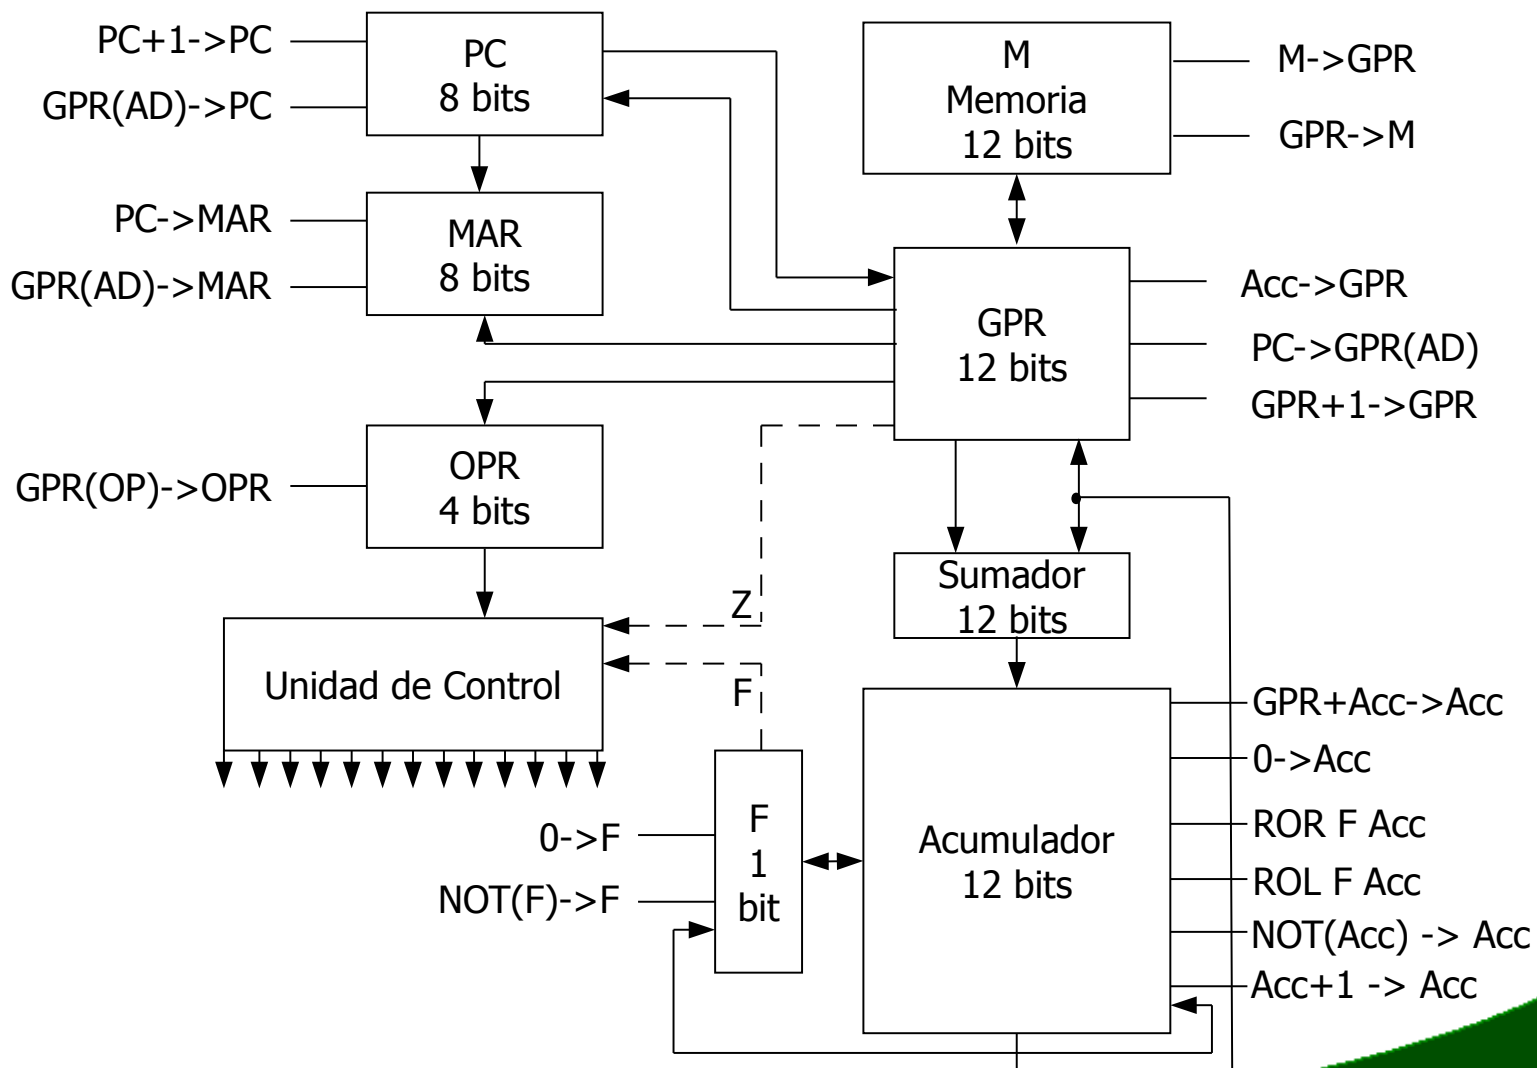 PC+1->PC
GPR(AD)->PC
PC
8 bits
M
Memoria
12 bits
M->GPR
GPR->M
PC->MAR
GPR(AD)->MAR
MAR
8 bits
GPR
12 bits
Acc->GPR
PC->GPR(AD)
GPR+1->GPR
GPR(OP)->OPR
OPR
4 bits
Sumador
12 bits
Z
F
Unidad de Control
GPR+Acc->Acc
0->Acc
ROR F Acc
ROL F Acc
NOT(Acc) -> Acc
Acc+1 -> Acc
0->F
NOT(F)->F
F
1
bit
Acumulador
12 bits